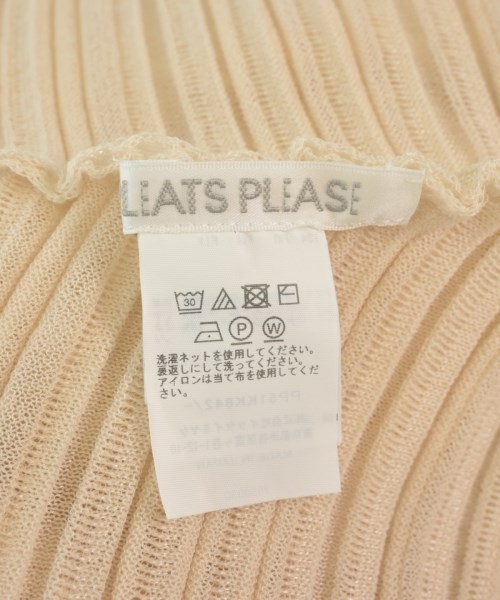 LEATS PLEASE
30
P W
洗濯ネットを使用してください。
裏返しにして洗ってください。
アイロンは当て布を使用してくだ
さい。